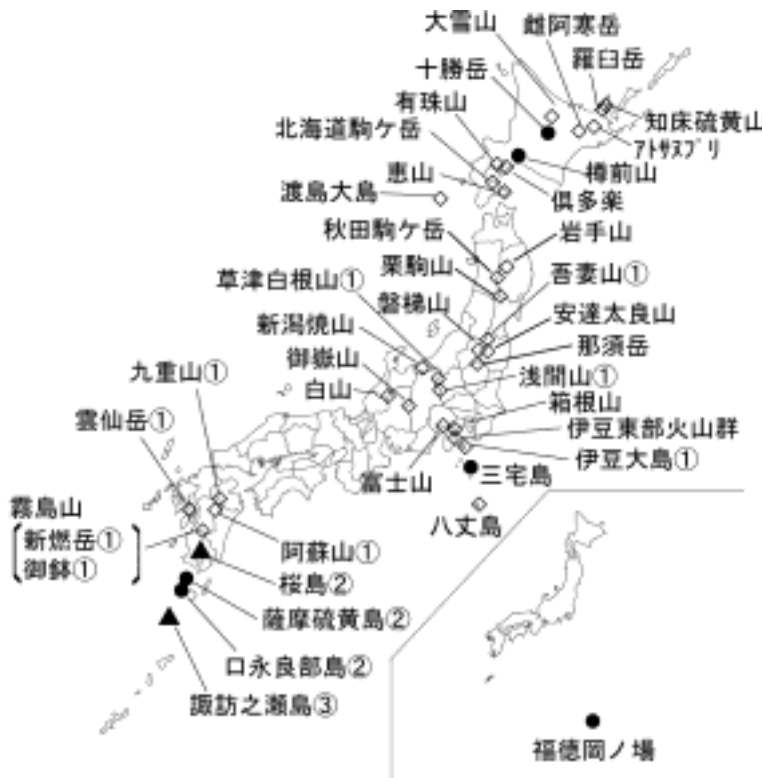 大雪山
雌阿寒岳
羅臼岳
十勝岳
有珠山
知床硫黄山
北海道駒ケ岳
ｱﾄｻﾇﾌﾟﾘ
恵山
樽前山
渡島大島
倶多楽
秋田駒ケ岳
岩手山
栗駒山
吾妻山①
草津白根山①
磐梯山
安達太良山
新潟焼山
那須岳
御嶽山
浅間山①
九重山①
白山
箱根山
雲仙岳①
伊豆東部火山群
伊豆大島①
富士山
三宅島
霧島山
八丈島
新燃岳①
御鉢①
阿蘇山①
桜島②
薩摩硫黄島②
口永良部島②
諏訪之瀬島③
福徳岡ノ場